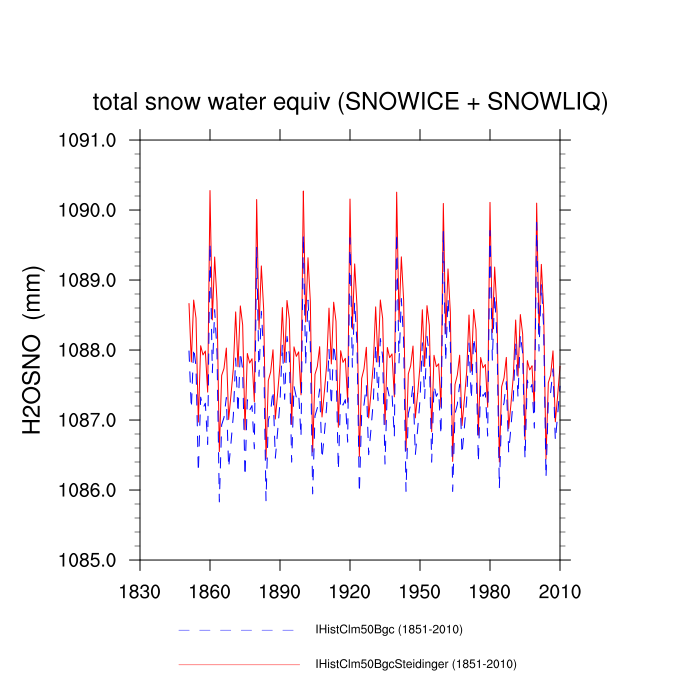 total snow water equiv (SNOWICE + SNOWLIQ)
H2OSNO (mm)
1091.0
1090.0
1089.0
1088.0
1087.0
1086.0
1085.0
1830 1860 1890 1920 1950 1980 2010
IHistClm50Bgc (1851-2010)
IHistClm50BgcSteidinger (1851-2010)